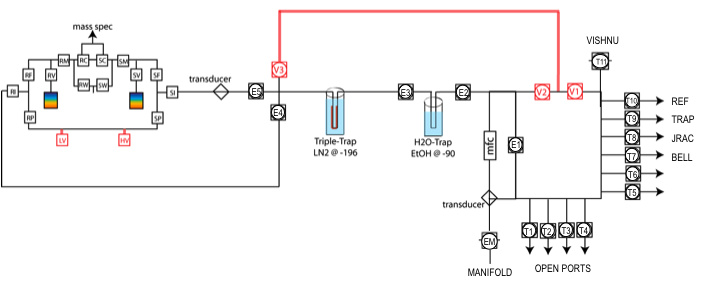 mass spec
VISHNU
RM
RC
SC
SM
V3
T11
RF
RV
SV
SF
transducer
RI
RW
SW
SI
E5
E3
E2
V2
V1
T10
REF
E4
T9
TRAP
RP
SP
T8
JRAC
LV
HV
Triple-Trap
LN2 @ -196
H2O-Trap
EtOH @ -90
mfc
E1
T7
BELL
T6
T5
transducer
T1
T2
T3
T4
EM
MANIFOLD
OPEN PORTS